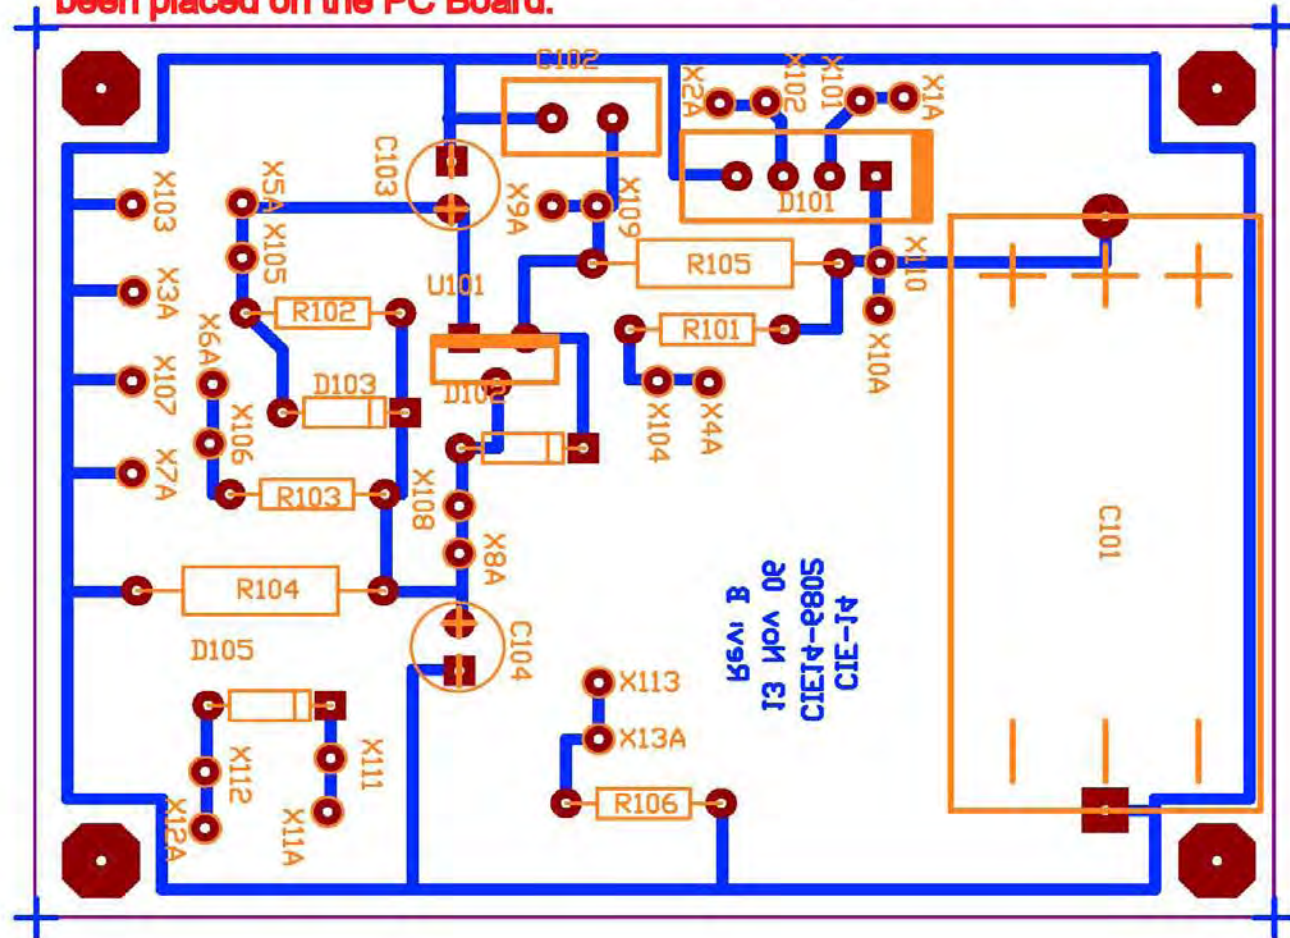 been placed on the PC Board.
C102
X2A
X102
X101
X1A
C103
X103
X5A
X9A
X109
D101
X105
R105
X110
U101
X3A
R102
R101
X6A
X10A
X107
D103
D102
X106
X104
X4A
X7A
R103
X108
C101
X8A
R104
Rev: B
13 Nov 06
CIE14-6805
CIE-14
C104
D105
X113
X13A
X112
X111
R106
X12A
X11A